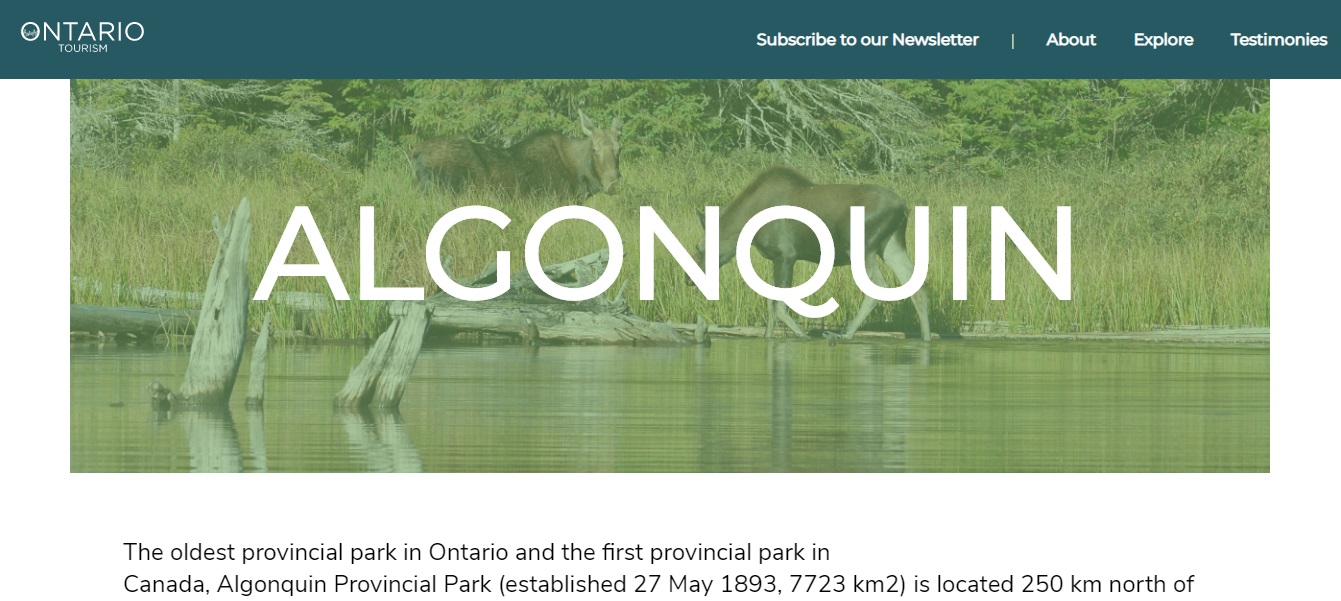 ONTARIO
TOURISM
Subscribe to our Newsletter | About Explore Testimonies
ALGONQUIN
The oldest provincial park in Ontario and the first provincial park in
Canada, Algonquin Provincial Park (established 27 May 1893, 7723 km2) is located 250 km north of